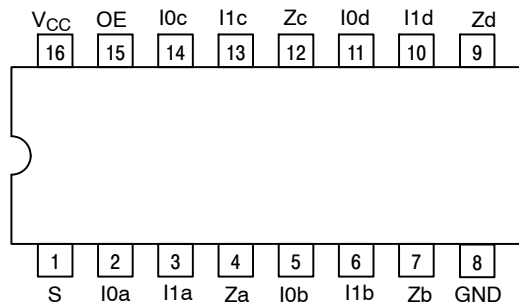 VCC OE I0c I1c Zc I0d I1d Zd
16 15 14 13 12 11 10 9
1 2 3 4 5 6 7 8
S I0a I1a Za I0b I1b Zb GND